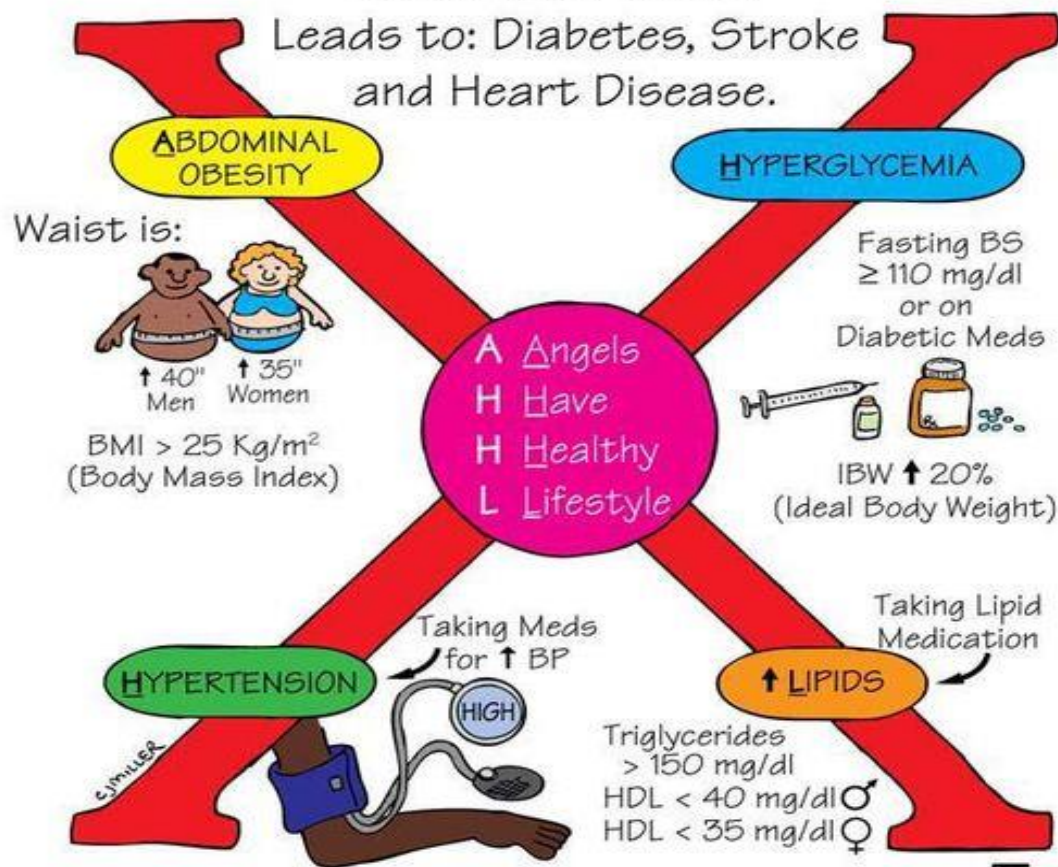 Leads to: Diabetes, Stroke
and Heart Disease.
ABDOMINAL
OBESITY
HYPERGLYCEMIA
Waist is:
↑ 40"
Men
↑ 35"
Women
BMI > 25 Kg/m²
(Body Mass Index)
Fasting BS
≥ 110 mg/dl
or on
Diabetic Meds
Rx
IBW ↑ 20%
(Ideal Body Weight)
A Angels
H Have
H Healthy
L Lifestyle
HYPERTENSION
Taking Meds
for ↑ BP
HIGH
↑ LIPIDS
Taking Lipid
Medication
Triglycerides
> 150 mg/dl
HDL < 40 mg/dl ♂
HDL < 35 mg/dl ♀
CJMILLER